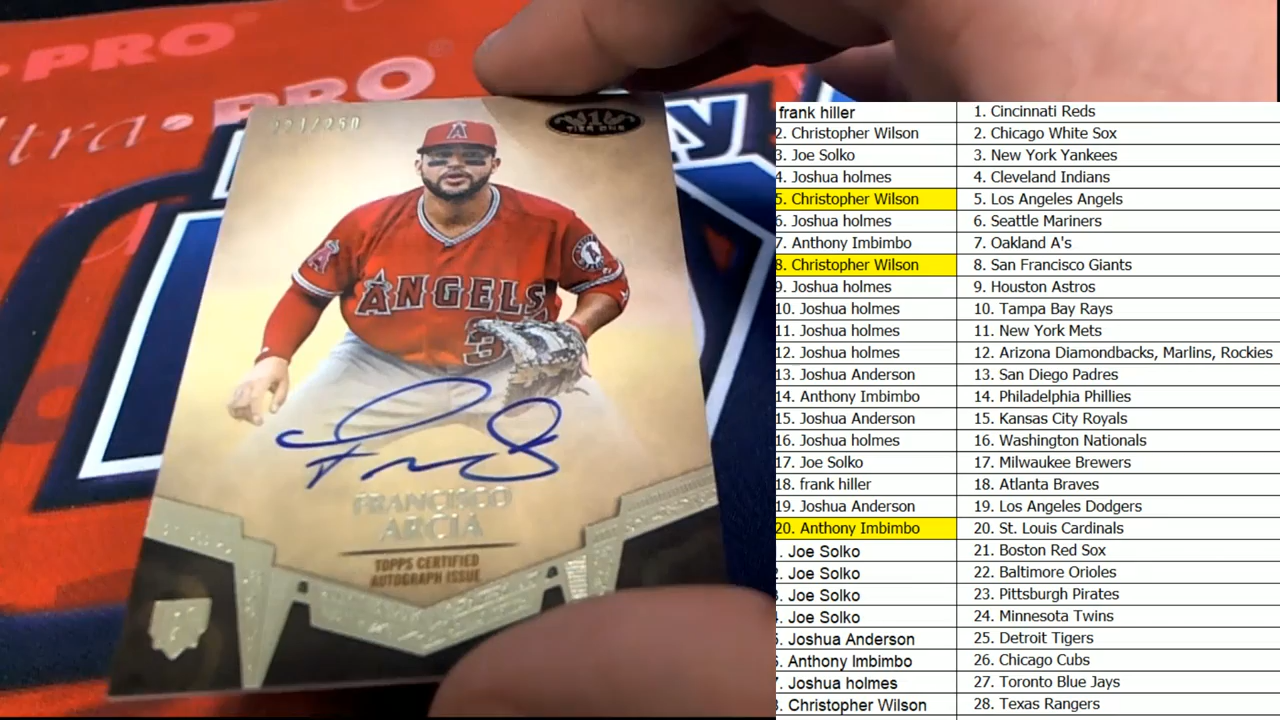 PRO
PRO
ltra
TIER ONE
1
A
A
ANGELS
3
FRANCISCO
ARCIA
TOPPS CERTIFIED
AUTOGRAPH ISSUE
frank hiller 1. Cincinnati Reds
2. Christopher Wilson 2. Chicago White Sox
3. Joe Solko 3. New York Yankees
4. Joshua holmes 4. Cleveland Indians
5. Christopher Wilson 5. Los Angeles Angels
6. Joshua holmes 6. Seattle Mariners
7. Anthony Imbimbo 7. Oakland A's
8. Christopher Wilson 8. San Francisco Giants
9. Joshua holmes 9. Houston Astros
10. Joshua holmes 10. Tampa Bay Rays
11. Joshua holmes 11. New York Mets
12. Joshua holmes 12. Arizona Diamondbacks, Marlins, Rockies
13. Joshua Anderson 13. San Diego Padres
14. Anthony Imbimbo 14. Philadelphia Phillies
15. Joshua Anderson 15. Kansas City Royals
16. Joshua holmes 16. Washington Nationals
17. Joe Solko 17. Milwaukee Brewers
18. frank hiller 18. Atlanta Braves
19. Joshua Anderson 19. Los Angeles Dodgers
20. Anthony Imbimbo 20. St. Louis Cardinals
. Joe Solko 21. Boston Red Sox
Joe Solko 22. Baltimore Orioles
Joe Solko 23. Pittsburgh Pirates
Joe Solko 24. Minnesota Twins
Joshua Anderson 25. Detroit Tigers
Anthony Imbimbo 26. Chicago Cubs
Joshua holmes 27. Toronto Blue Jays
Christopher Wilson 28. Texas Rangers